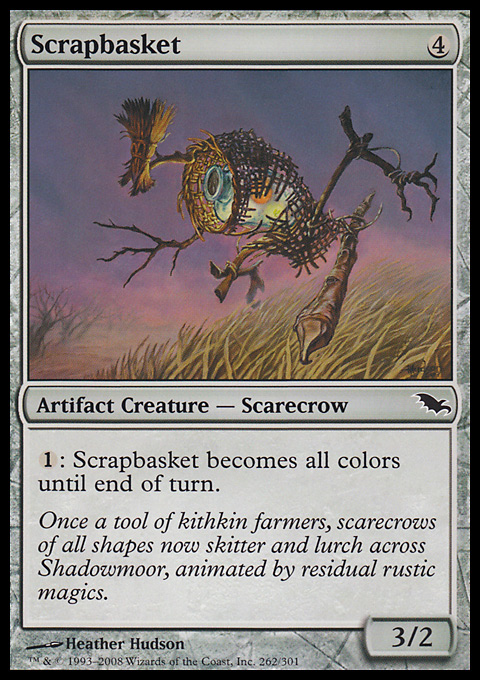 Scrapbasket 4
Artifact Creature — Scarecrow
1: Scrapbasket becomes all colors
until end of turn.
Once a tool of kithkin farmers, scarecrows
of all shapes now skitter and lurch across
Shadowmoor, animated by residual rustic
magics.
Heather Hudson
3/2
™ & © 1993–2008 Wizards of the Coast, Inc. 262/301